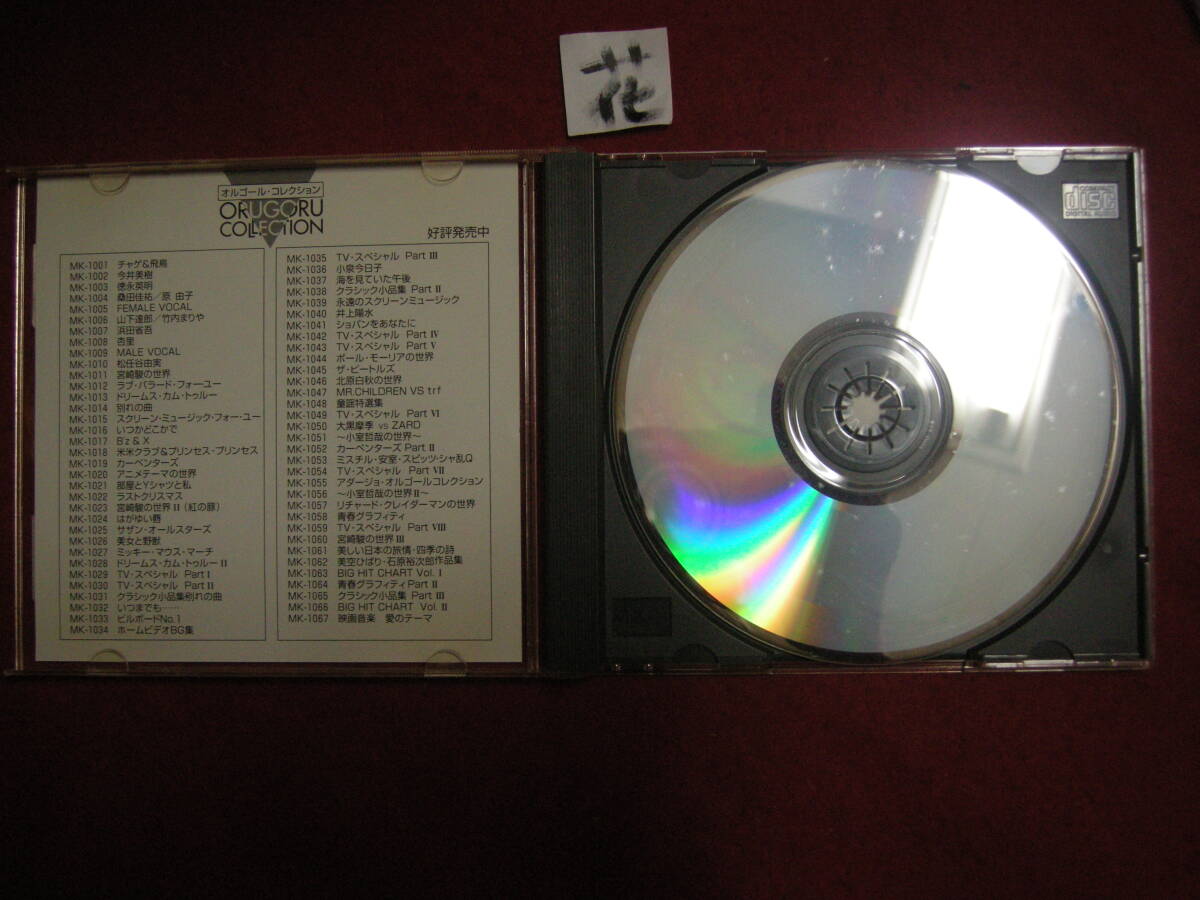 花
オルゴール・コレクション
ORUGORU
COLLECTION
好評発売中
MK-1001 チャゲ&飛鳥
MK-1002 今井美樹
MK-1003 徳永英明
MK-1004 桑田佳祐/原 由子
MK-1005 FEMALE VOCAL
MK-1006 山下達郎/竹内まりや
MK-1007 浜田省吾
MK-1008 杏里
MK-1009 MALE VOCAL
MK-1010 松任谷由実
MK-1011 宮崎駿の世界
MK-1012 ラブ・バラード・フォー・ユー
MK-1013 ドリームス・カム・トゥルー
MK-1014 別れの曲
MK-1015 スクリーン・ミュージック・フォー・ユー
MK-1016 いつかどこかで
MK-1017 B'z & X
MK-1018 米米クラブ&プリンセス・プリンセス
MK-1019 カーペンターズ
MK-1020 アニメテーマの世界
MK-1021 部屋とYシャツと私
MK-1022 ラストクリスマス
MK-1023 宮崎駿の世界 II (紅の豚)
MK-1024 はがゆい唇
MK-1025 サザン・オールスターズ
MK-1026 美女と野獣
MK-1027 ミッキー・マウス・マーチ
MK-1028 ドリームス・カム・トゥルー II
MK-1029 TV・スペシャル Part I
MK-1030 TV・スペシャル Part II
MK-1031 クラシック小品集別れの曲
MK-1032 いつまでも……
MK-1033 ビルボードNo.1
MK-1034 ホームビデオBG集
MK-1035 TV・スペシャル Part III
MK-1036 小泉今日子
MK-1037 海を見ていた午後
MK-1038 クラシック小品集 Part II
MK-1039 永遠のスクリーンミュージック
MK-1040 井上陽水
MK-1041 ショパンをあなたに
MK-1042 TV・スペシャル Part IV
MK-1043 TV・スペシャル Part V
MK-1044 ポール・モーリアの世界
MK-1045 ザ・ビートルズ
MK-1046 北原白秋の世界
MK-1047 MR.CHILDREN VS trf
MK-1048 童謡特選集
MK-1049 TV・スペシャル Part VI
MK-1050 大黒摩季 vs ZARD
MK-1051 〜小室哲哉の世界〜
MK-1052 カーペンターズ Part II
MK-1053 ミスチル・安室・スピッツ・シャ乱Q
MK-1054 TV・スペシャル Part VII
MK-1055 アダージョ・オルゴールコレクション
MK-1056 〜小室哲哉の世界 II〜
MK-1057 リチャード・クレイダーマンの世界
MK-1058 青春グラフィティ
MK-1059 TV・スペシャル Part VIII
MK-1060 宮崎駿の世界 III
MK-1061 美しい日本の旅情・四季の詩
MK-1062 美空ひばり・石原裕次郎作品集
MK-1063 BIG HIT CHART Vol. I
MK-1064 青春グラフィティ Part II
MK-1065 クラシック小品集 Part III
MK-1066 BIG HIT CHART Vol. II
MK-1067 映画音楽 愛のテーマ
COMPACT
disc
DIGITAL AUDIO